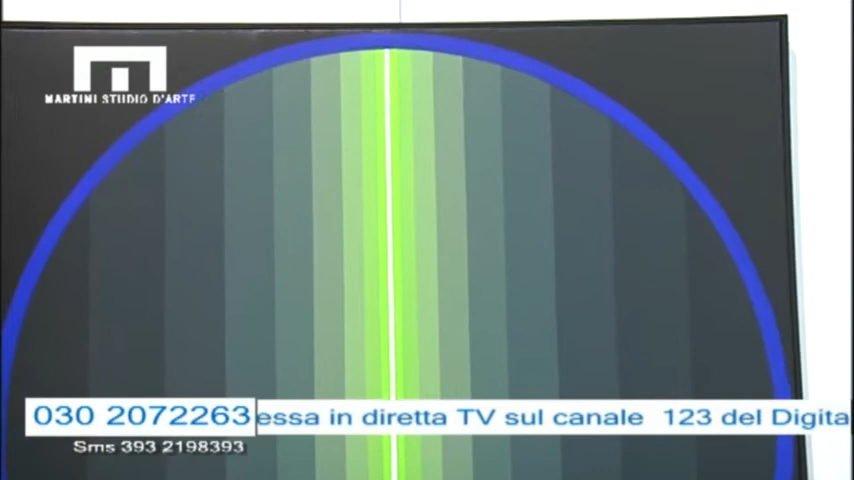 MARTINI STUDIO D'ARTE
030 2072263
essa in diretta TV sul canale 123 del Digita
Sms 393 2198393